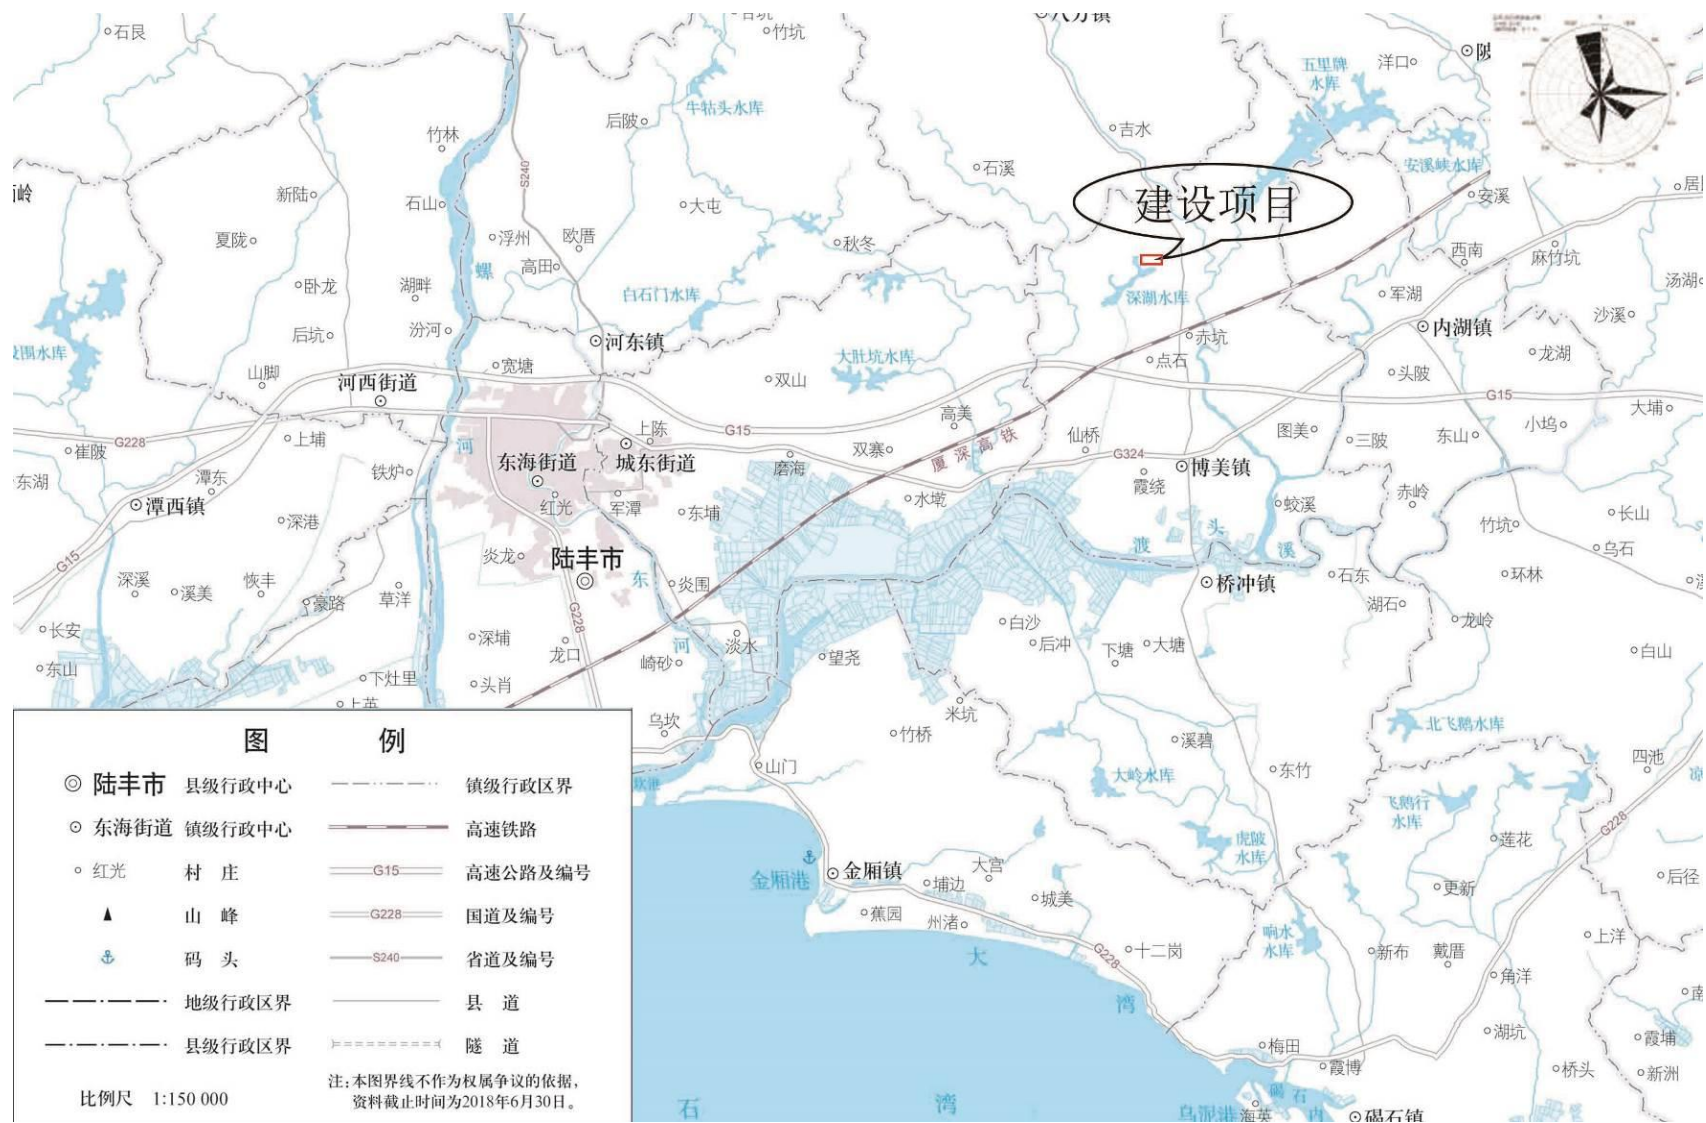 石艮
竹坑
洋口
五里牌
水库
牛牯头水库
后陂
竹林
吉水
石溪
安溪峡水库
安溪
新陆
石山
大屯
建设项目
夏陇
浮州
欧厝
秋冬
西南
麻竹坑
高田
螺
卧龙
湖畔
白石门水库
深湖水库
军湖
汤湖
沙溪
后坑
汾河
河东镇
赤坑
内湖镇
大肚坑水库
龙湖
山脚
宽塘
双山
点石
头陂
河西街道
G15
大埔
S240
G228
上埔
河
上陈
G15
高美
仙桥
图美
三陂
东山
小坞
崔陂
东海街道
城东街道
磨海
双寨
厦深高铁
G324
博美镇
东湖
潭东
铁炉
潭西镇
红光
军潭
东埔
水墘
霞绕
蛟溪
赤岭
长山
深港
竹坑
乌石
G15
炎龙
陆丰市
渡
头
溪
深溪
溪美
恢丰
豪路
草洋
东
炎围
桥冲镇
石东
环林
湖石
长安
G228
深埔
河
淡水
白沙
后冲
下塘
大塘
龙岭
东山
龙口
崎砂
望尧
白山
下灶里
头肖
上英
乌坎
米坑
竹桥
溪碧
北飞鹅水库
四池
山门
大岭水库
东竹
飞鹅行
水库
G228
莲花
虎陂
水库
金厢港
金厢镇
大宫
埔边
城美
更新
后径
蕉园
州渚
响水
水库
上洋
大
G228
十二岗
新布
戴厝
角洋
湾
湖坑
霞埔
梅田
霞博
桥头
新洲
石
湾
碣
石
乌泥港
海英
内
碣石镇
图 例
陆丰市 县级行政中心 镇级行政区界
东海街道 镇级行政中心 高速铁路
红光 村 庄 G15 高速公路及编号
山 峰 G228 国道及编号
码 头 S240 省道及编号
地级行政区界 县 道
县级行政区界 隧 道
比例尺 1:150 000
注:本图界线不作为权属争议的依据,
资料截止时间为2018年6月30日。